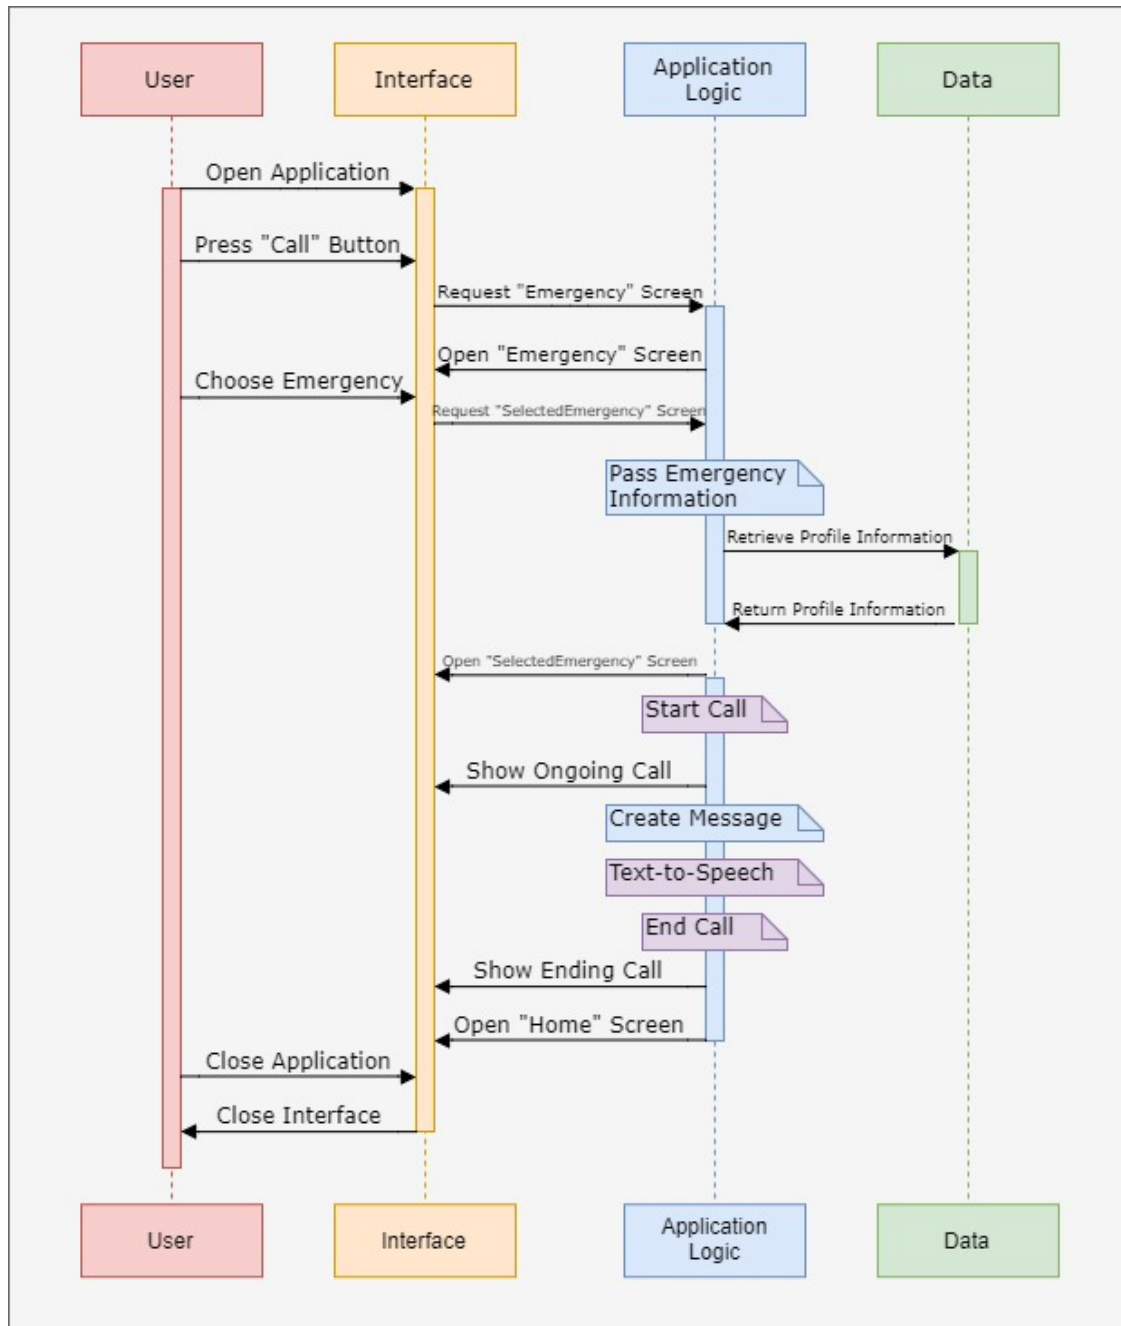 User
Interface
Application
Logic
Data
Open Application
Press "Call" Button
Request "Emergency" Screen
Open "Emergency" Screen
Choose Emergency
Request "SelectedEmergency" Screen
Pass Emergency
Information
Retrieve Profile Information
Return Profile Information
Open "SelectedEmergency" Screen
Start Call
Show Ongoing Call
Create Message
Text-to-Speech
End Call
Show Ending Call
Open "Home" Screen
Close Application
Close Interface
User
Interface
Application
Logic
Data